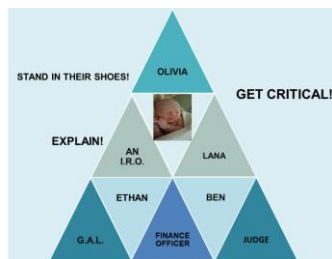 OLIVIA
STAND IN THEIR SHOES!
GET CRITICAL!
EXPLAIN!
AN
I.R.O.
LANA
ETHAN
BEN
G.A.L.
FINANCE
OFFICER
JUDGE